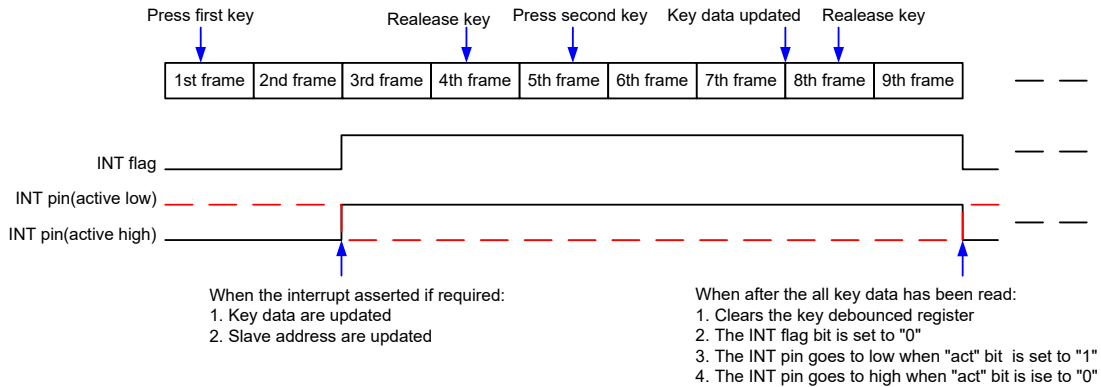 Press first key
Realease key
Press second key
Key data updated
Realease key
1st frame
2nd frame
3rd frame
4th frame
5th frame
6th frame
7th frame
8th frame
9th frame
INT flag
INT pin(active low)
INT pin(active high)
When the interrupt asserted if required:
1. Key data are updated
2. Slave address are updated
When after the all key data has been read:
1. Clears the key debounced register
2. The INT flag bit is set to "0"
3. The INT pin goes to low when "act" bit is set to "1"
4. The INT pin goes to high when "act" bit is ise to "0"